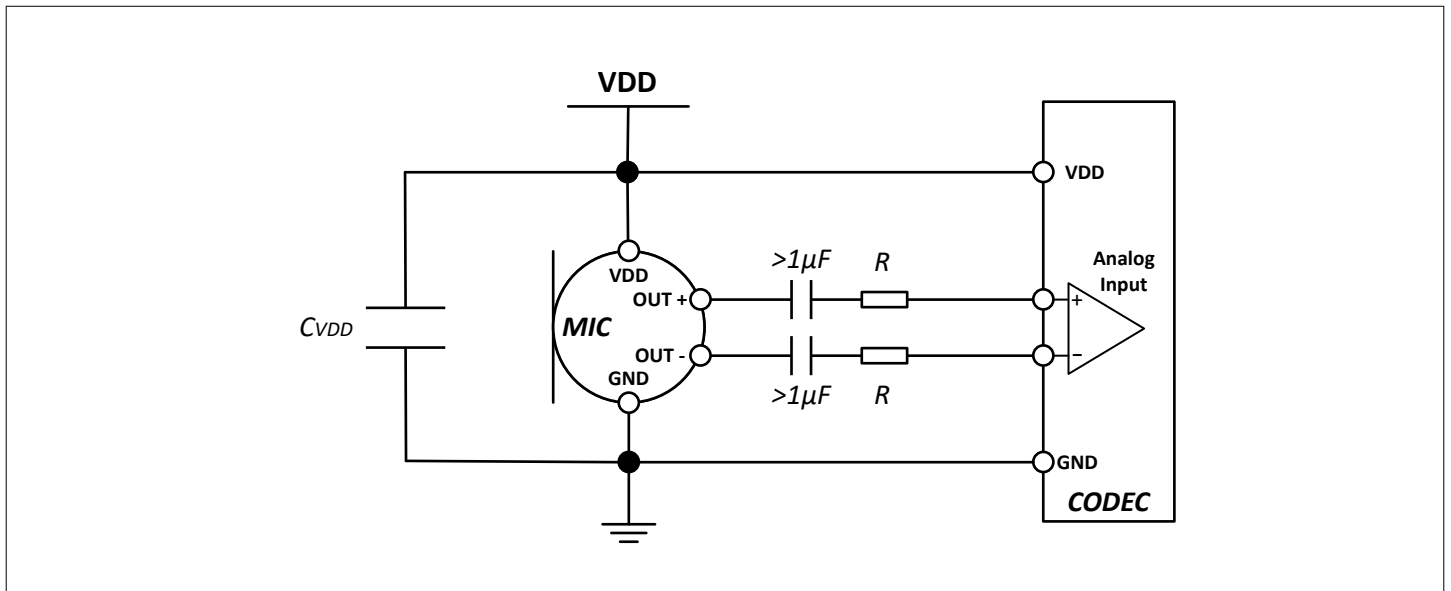 VDD
VDD
Analog
Input
>1µF
R
VDD
OUT +
+
CVDD
MIC
OUT -
−
GND
>1µF
R
GND
CODEC